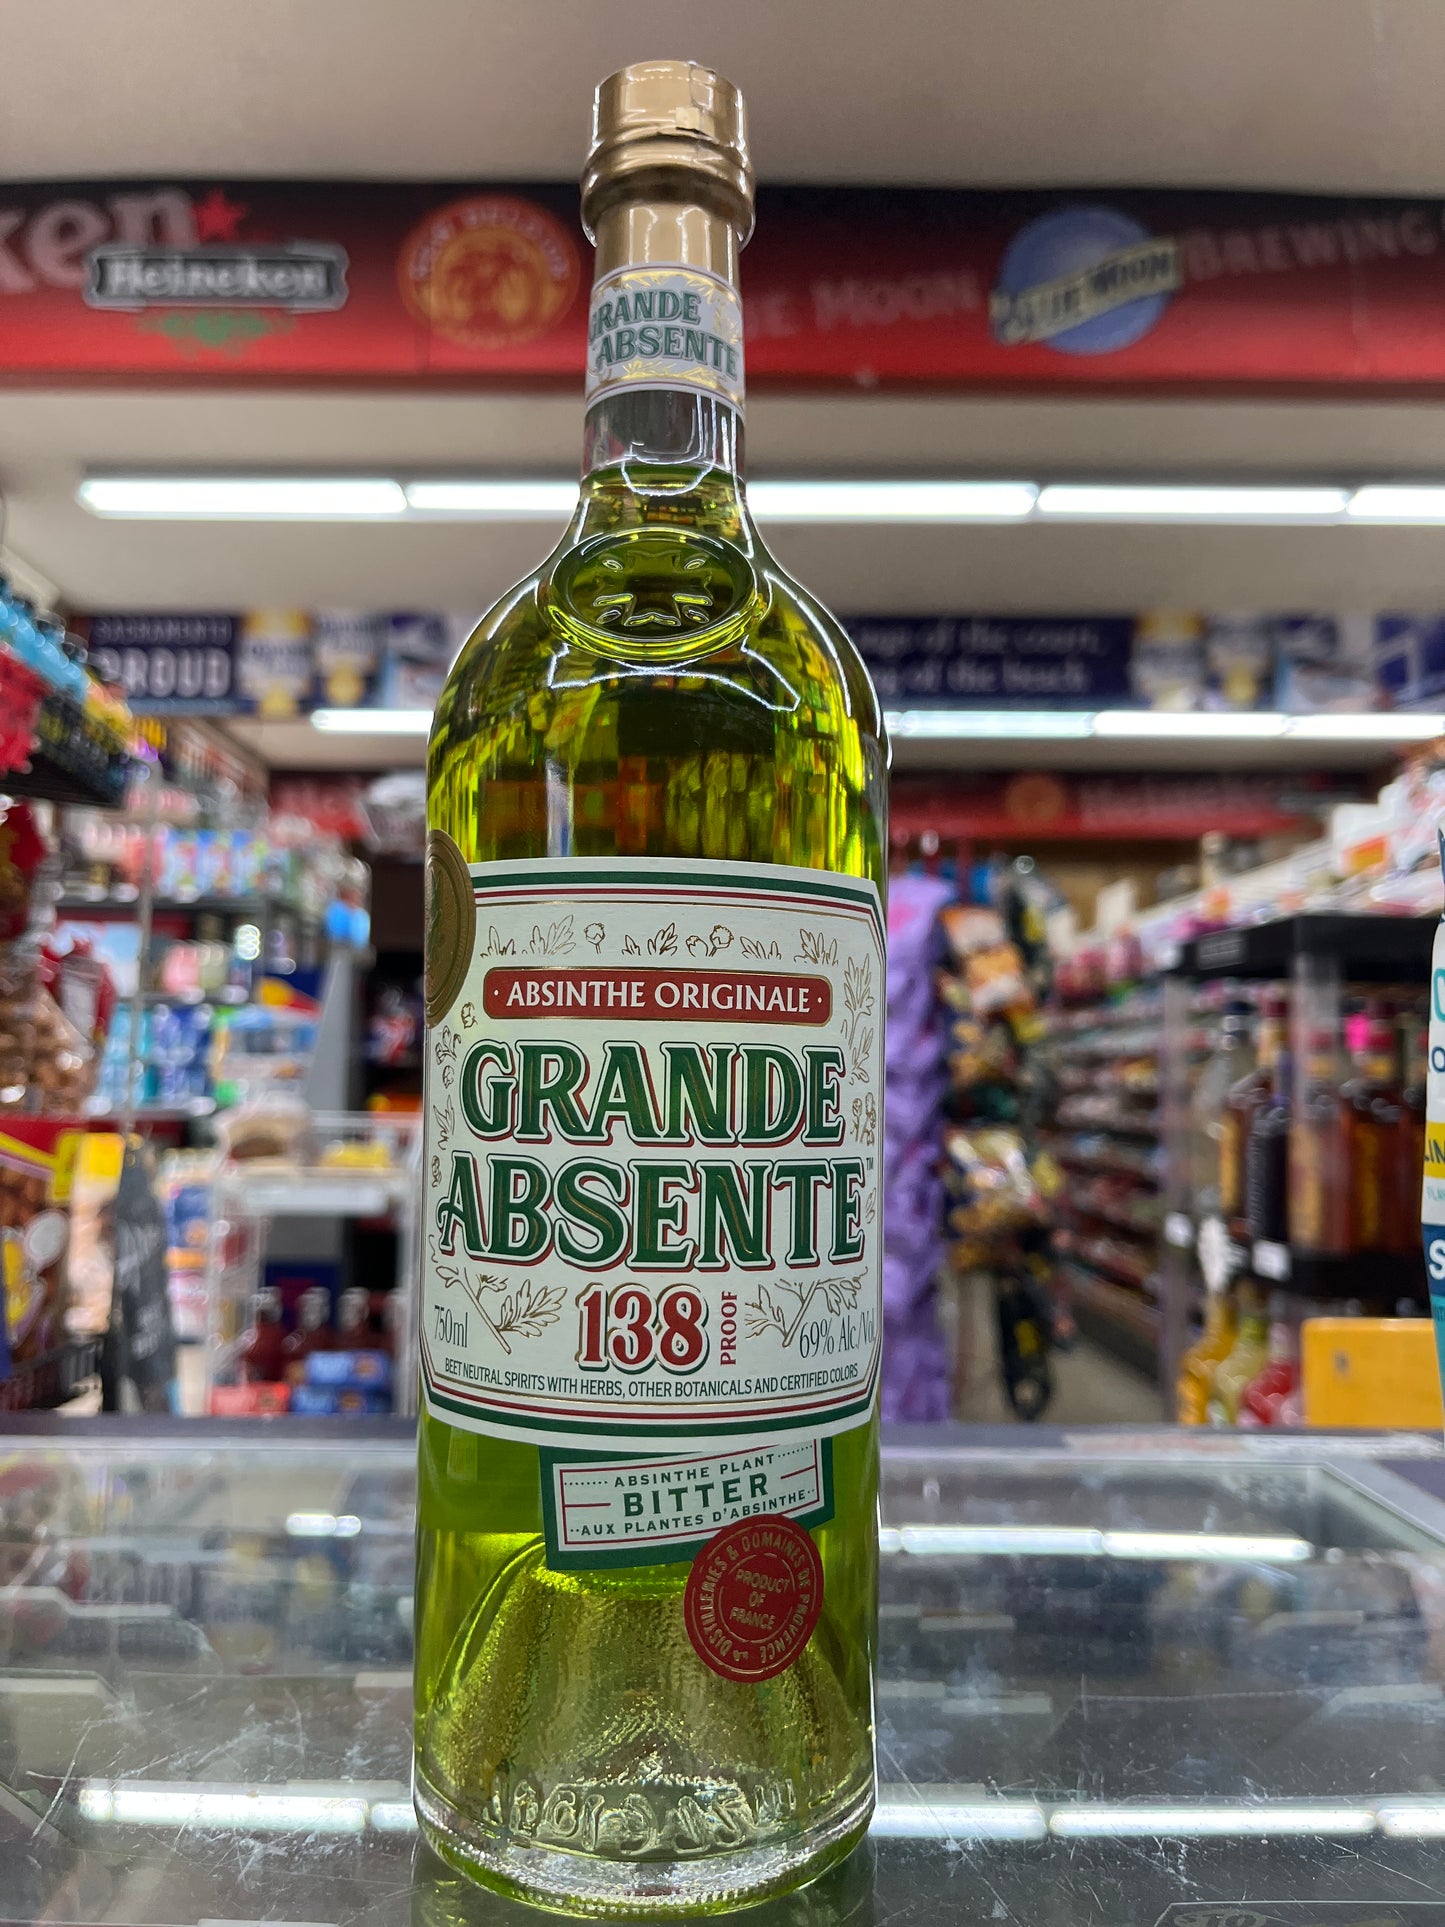 Heineken
BLUE MOON
BREWING
GRANDE
ABSENTE
SACRAMENTO
PROUD
· ABSINTHE ORIGINALE ·
GRANDE
ABSENTE™
750ml
138
PROOF
69% Alc./Vol.
BEET NEUTRAL SPIRITS WITH HERBS, OTHER BOTANICALS AND CERTIFIED COLORS
ABSINTHE PLANT
BITTER
AUX PLANTES D'ABSINTHE
DISTILLERIES & DOMAINES DE PROVENCE
PRODUCT
OF
FRANCE